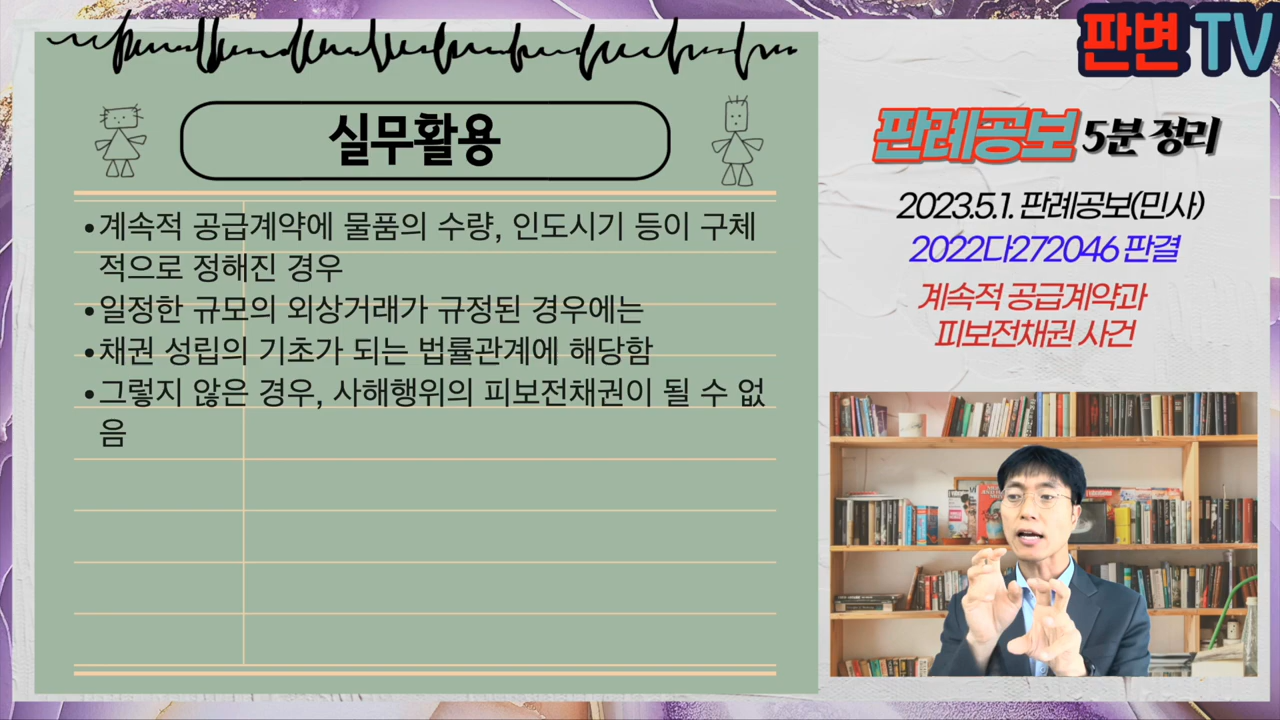 판변 TV
실무활용
•계속적 공급계약에 물품의 수량, 인도시기 등이 구체
적으로 정해진 경우
•일정한 규모의 외상거래가 규정된 경우에는
•채권 성립의 기초가 되는 법률관계에 해당함
•그렇지 않은 경우, 사해행위의 피보전채권이 될 수 없
음
판례공보 5분 정리
2023.5.1. 판례공보(민사)
2022다272046 판결
계속적 공급계약과
피보전채권 사건